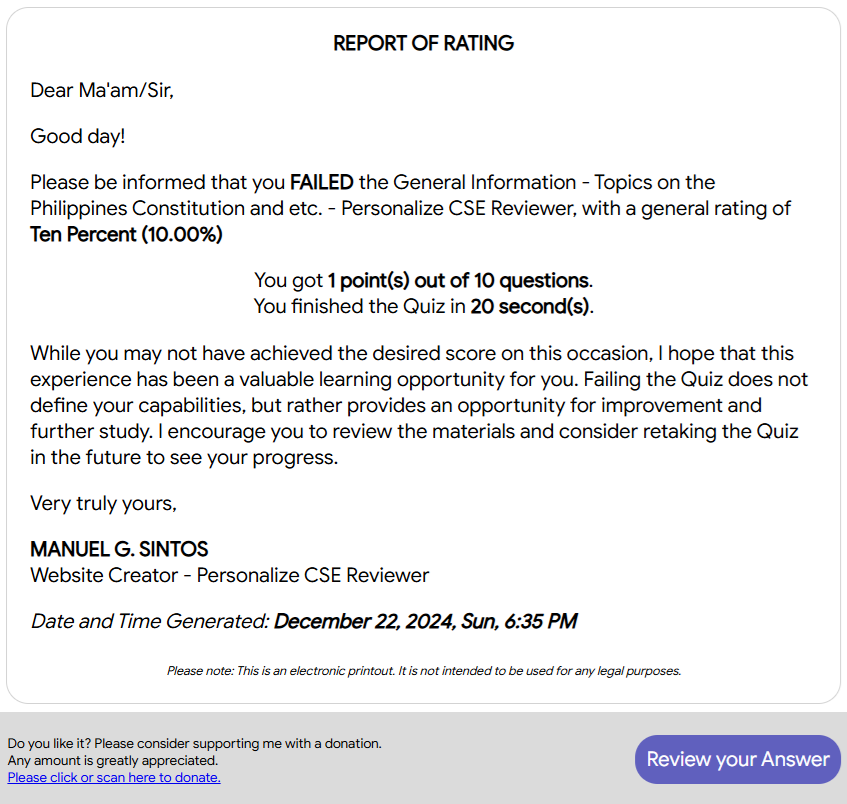 REPORT OF RATING
Dear Ma'am/Sir,
Good day!
Please be informed that you FAILED the General Information - Topics on the
Philippines Constitution and etc. - Personalize CSE Reviewer, with a general rating of
Ten Percent (10.00%)
You got 1 point(s) out of 10 questions.
You finished the Quiz in 20 second(s).
While you may not have achieved the desired score on this occasion, I hope that this
experience has been a valuable learning opportunity for you. Failing the Quiz does not
define your capabilities, but rather provides an opportunity for improvement and
further study. I encourage you to review the materials and consider retaking the Quiz
in the future to see your progress.
Very truly yours,
MANUEL G. SINTOS
Website Creator - Personalize CSE Reviewer
Date and Time Generated: December 22, 2024, Sun, 6:35 PM
Please note: This is an electronic printout. It is not intended to be used for any legal purposes.
Do you like it? Please consider supporting me with a donation.
Any amount is greatly appreciated.
Please click or scan here to donate.
Review your Answer